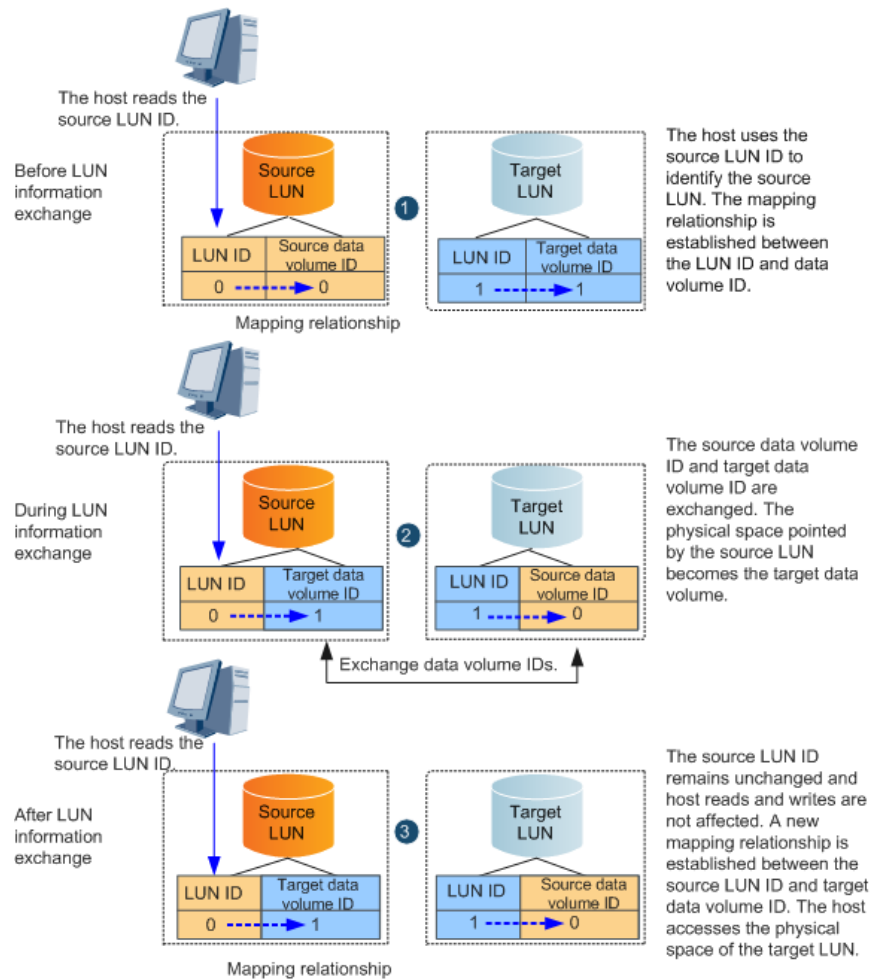 The host reads the
source LUN ID.
Before LUN
information
exchange
Source
LUN
1
Target
LUN
LUN ID
Source data
volume ID
0
0
LUN ID
Target data
volume ID
1
1
Mapping relationship
The host uses the
source LUN ID to
identify the source
LUN. The mapping
relationship is
established between
the LUN ID and data
volume ID.
The host reads the
source LUN ID.
During LUN
information
exchange
Source
LUN
2
Target
LUN
LUN ID
Target data
volume ID
0
1
LUN ID
Source data
volume ID
1
0
Exchange data volume IDs.
The source data volume
ID and target data
volume ID are
exchanged. The
physical space pointed
by the source LUN
becomes the target data
volume.
The host reads the
source LUN ID.
After LUN
information
exchange
Source
LUN
3
Target
LUN
LUN ID
Target data
volume ID
0
1
LUN ID
Source data
volume ID
1
0
Mapping relationship
The source LUN ID
remains unchanged and
host reads and writes are
not affected. A new
mapping relationship is
established between the
source LUN ID and target
data volume ID. The host
accesses the physical
space of the target LUN.